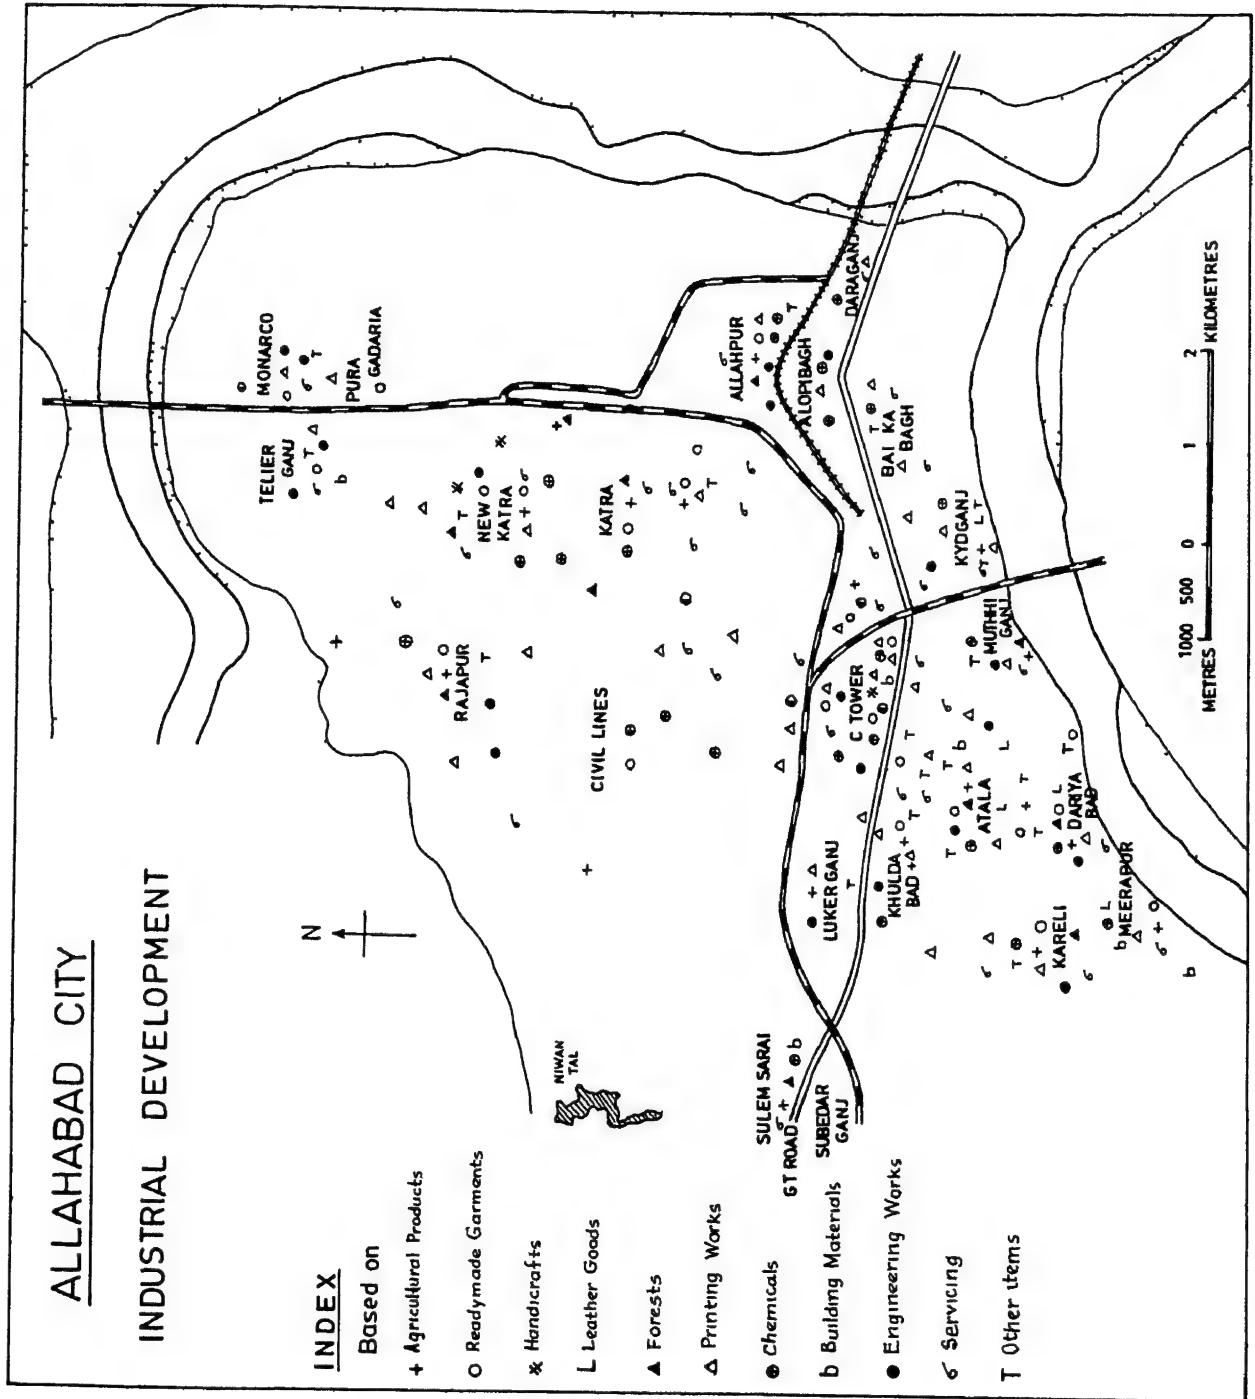 ALLAHABAD CITY
INDUSTRIAL DEVELOPMENT
INDEX
Based on
+ Agricultural Products
O Readymade Garments
Handicrafts
L Leather Goods
▲ Forests
△ Printing Works
⊕ Chemicals
b Building Materials
● Engineering Works
σ Servicing
T Other items
N
NIWAN
TAL
SULEM SARAI
GT ROAD
SUBEDAR
GANJ
TELIER
GANJ
MONARCO
PURA
GADARIA
RAJAPUR
NEW
KATRA
KATRA
CIVIL LINES
ALLAHPUR
ALOPIBAGH
DARAGANJ
BAI KA
BAGH
KYDGANJ
MUTHI
GANJ
C TOWER
LUKERGANJ
KHULDA
BAD
ATALA
DARIYA
BAD
KARELI
MEERAPUR
METRES 1000 500 0 1 2 KILOMETRES